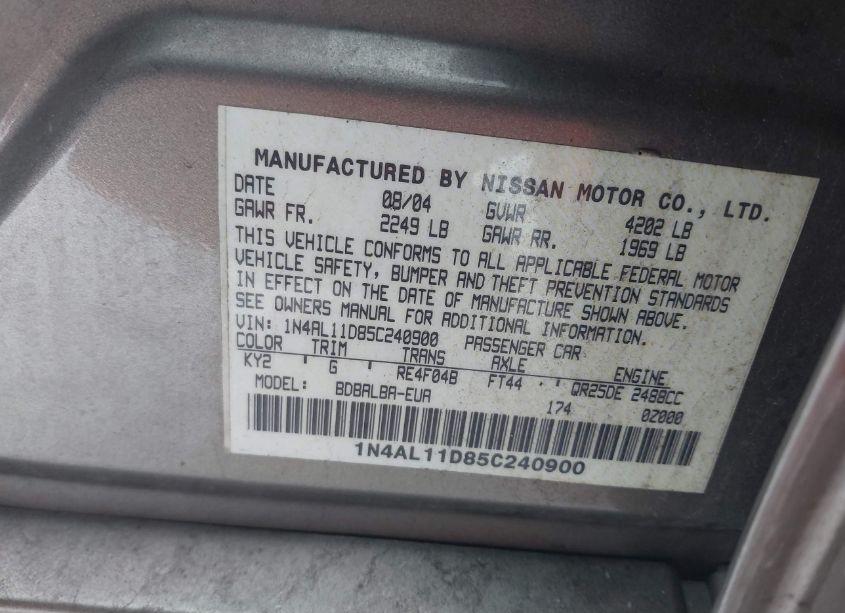 MANUFACTURED BY NISSAN MOTOR CO., LTD.
DATE 08/04 GVWR 4202 LB
GAWR FR. 2249 LB GAWR RR. 1969 LB
THIS VEHICLE CONFORMS TO ALL APPLICABLE FEDERAL MOTOR
VEHICLE SAFETY, BUMPER AND THEFT PREVENTION STANDARDS
IN EFFECT ON THE DATE OF MANUFACTURE SHOWN ABOVE.
SEE OWNERS MANUAL FOR ADDITIONAL INFORMATION.
VIN: 1N4AL11D85C240900 PASSENGER CAR
COLOR TRIM TRANS AXLE ENGINE
KY2 G RE4F04B FT44 QR25DE 2488CC
MODEL: BDBALBA-EUA 174 0Z000
1N4AL11D85C240900